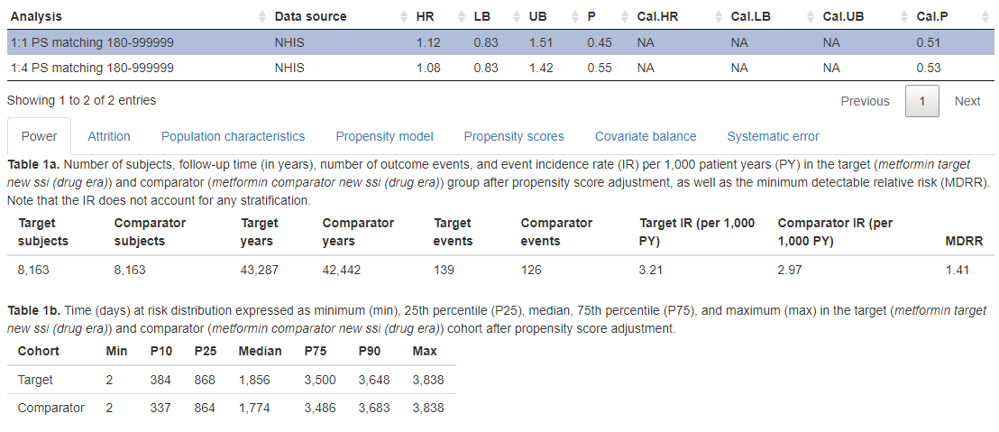 Analysis Data source HR LB UB P Cal.HR Cal.LB Cal.UB Cal.P
1:1 PS matching 180-999999 NHIS 1.12 0.83 1.51 0.45 NA NA NA 0.51
1:4 PS matching 180-999999 NHIS 1.08 0.83 1.42 0.55 NA NA NA 0.53
Showing 1 to 2 of 2 entries Previous 1 Next
Power Attrition Population characteristics Propensity model Propensity scores Covariate balance Systematic error
Table 1a. Number of subjects, follow-up time (in years), number of outcome events, and event incidence rate (IR) per 1,000 patient years (PY) in the target (metformin target
new ssi (drug era)) and comparator (metformin comparator new ssi (drug era)) group after propensity score adjustment, as well as the minimum detectable relative risk (MDRR).
Note that the IR does not account for any stratification.
Target Comparator Target Comparator Target Comparator Target IR (per 1,000 Comparator IR (per
subjects subjects years years events events PY) 1,000 PY) MDRR
8,163 8,163 43,287 42,442 139 126 3.21 2.97 1.41
Table 1b. Time (days) at risk distribution expressed as minimum (min), 25th percentile (P25), median, 75th percentile (P75), and maximum (max) in the target (metformin target
new ssi (drug era)) and comparator (metformin comparator new ssi (drug era)) cohort after propensity score adjustment.
Cohort Min P10 P25 Median P75 P90 Max
Target 2 384 868 1,856 3,500 3,648 3,838
Comparator 2 337 864 1,774 3,486 3,683 3,838